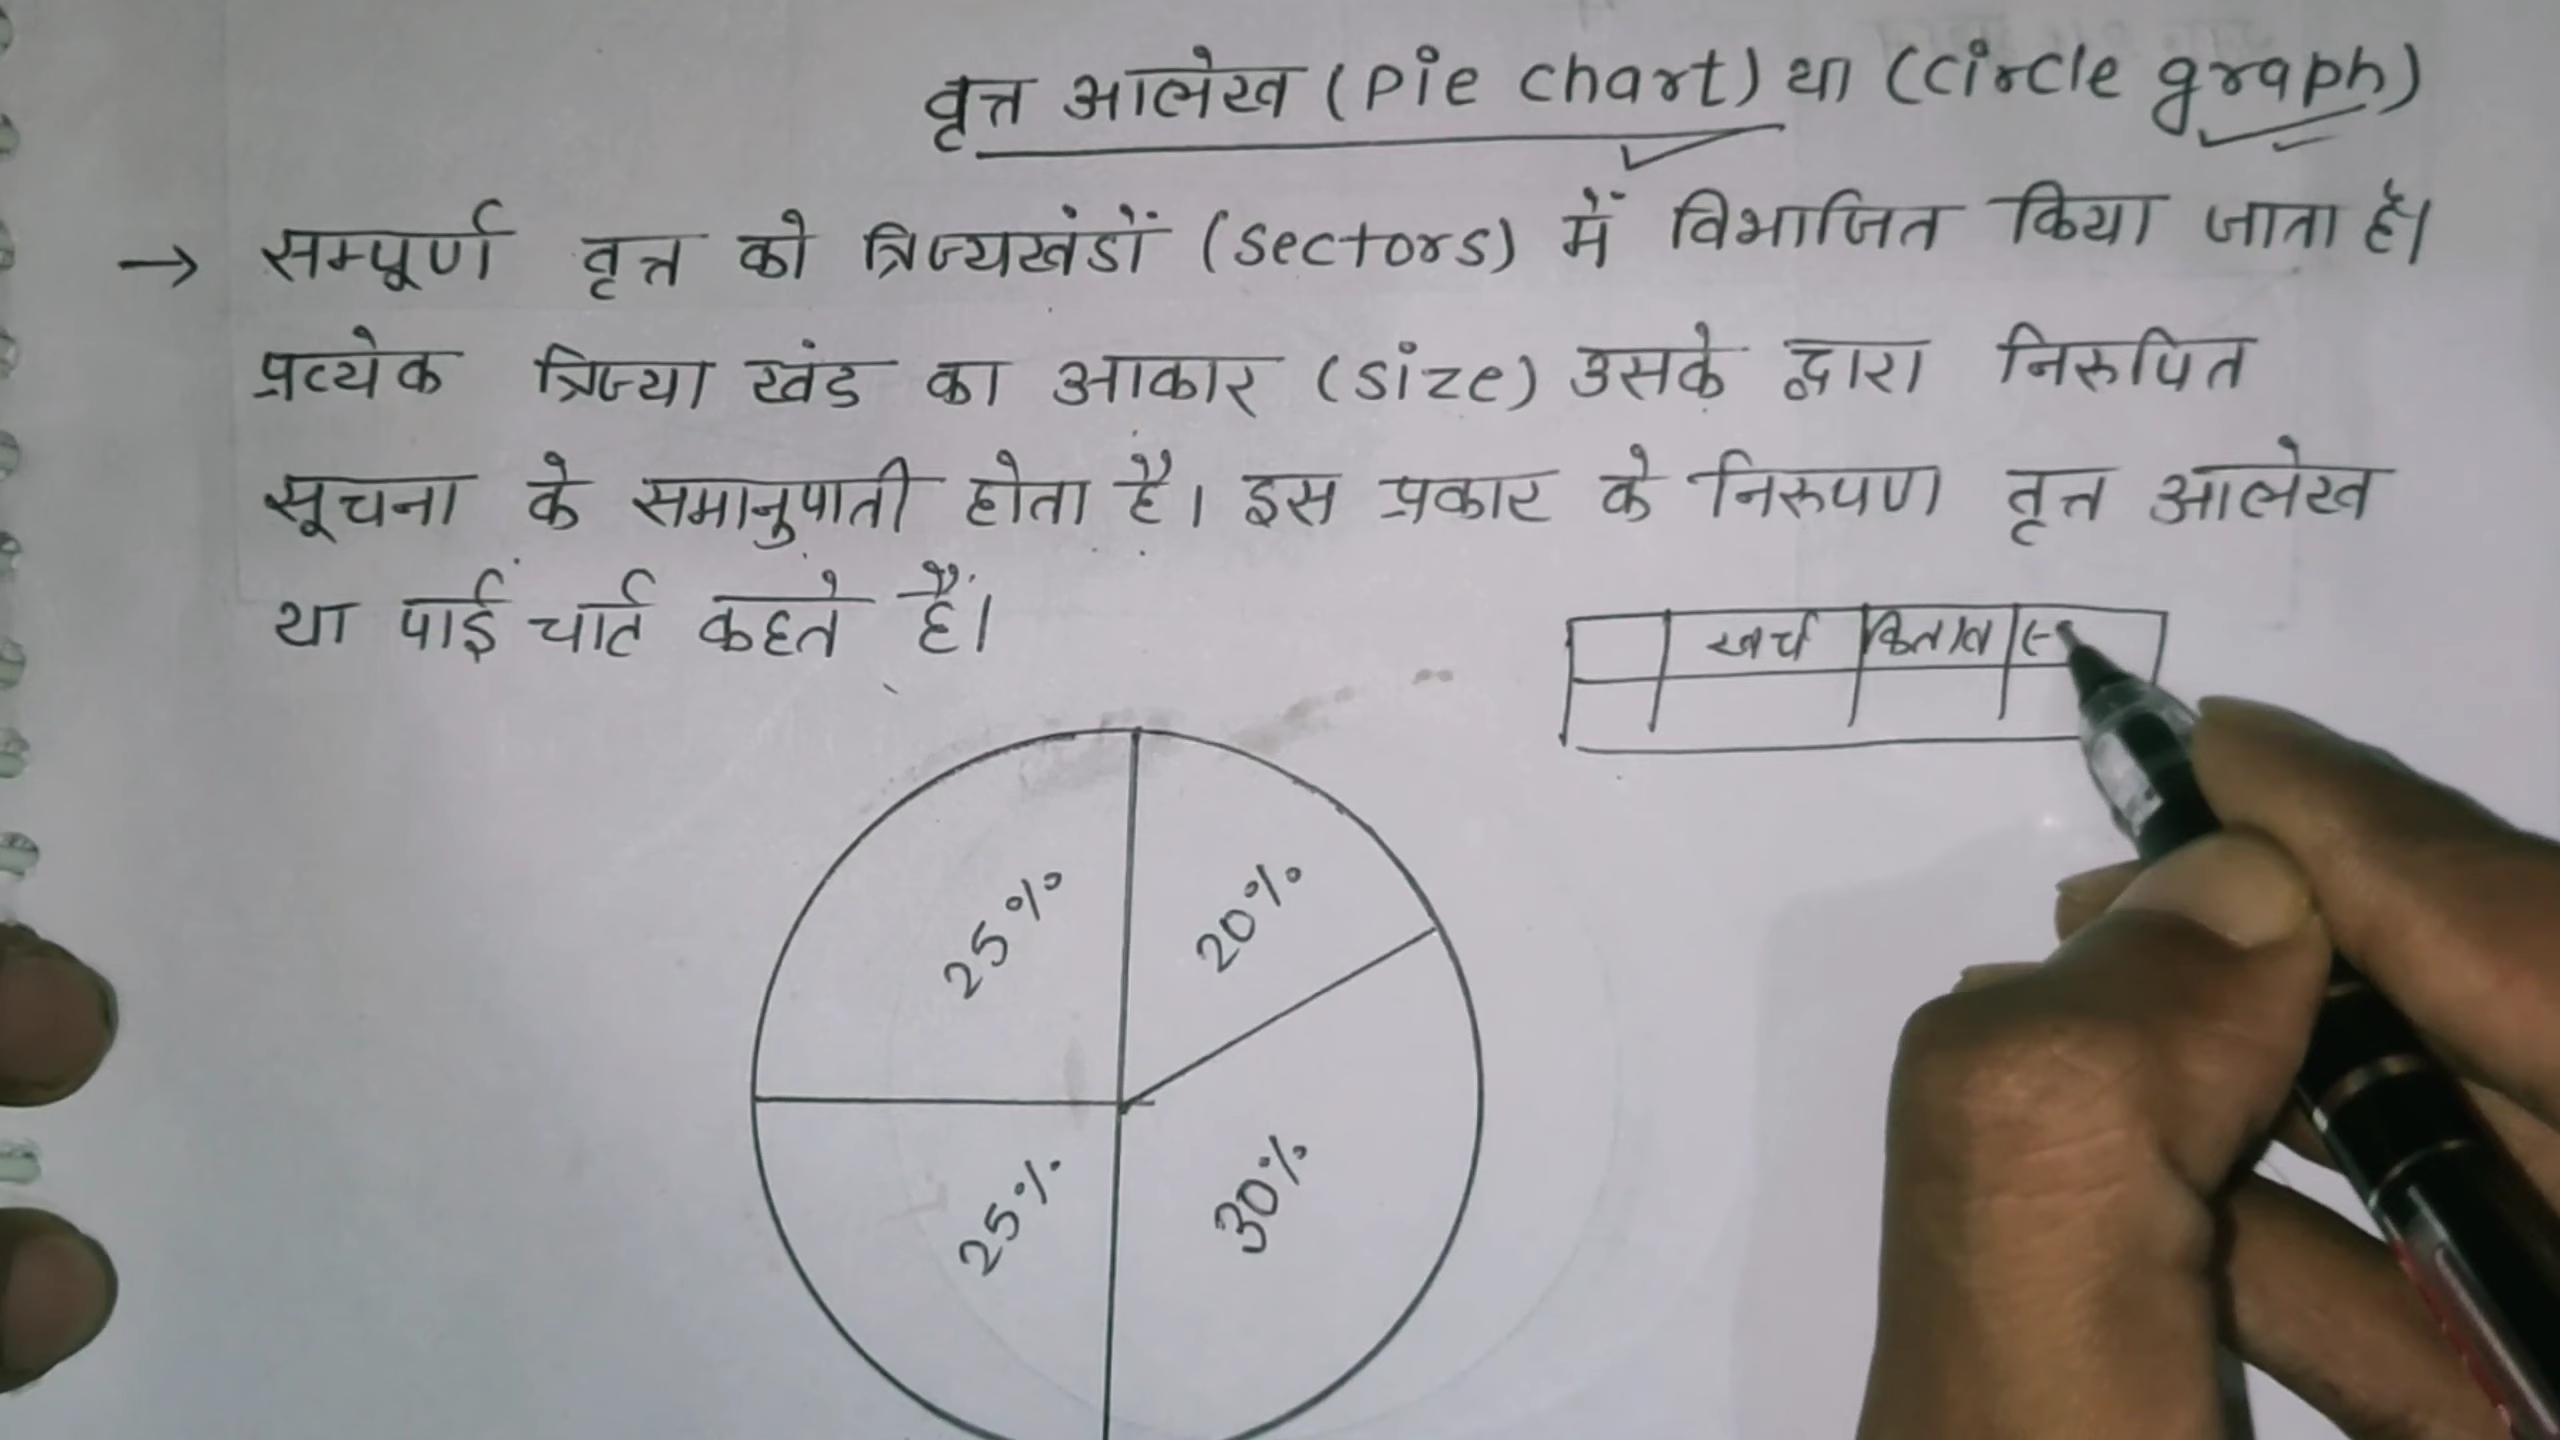 वृत्त आलेख (Pie chart) या (circle graph)
→ सम्पूर्ण वृत्त को त्रिज्यखंडों (sectors) में विभाजित किया जाता है।
प्रत्येक त्रिज्या खंड का आकार (size) उसके द्वारा निरुपित
सूचना के समानुपाती होता है। इस प्रकार के निरुपण वृत्त आलेख
या पाई चार्ट कहते हैं।
खर्च किताब
25% 20%
25% 30%